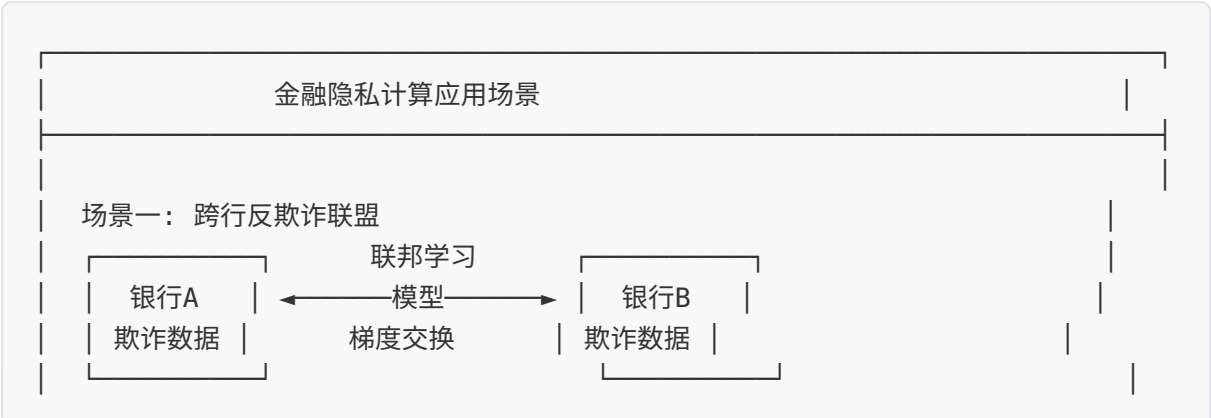 金融隐私计算应用场景
场景一: 跨行反欺诈联盟
联邦学习
银行A ◄──────模型──────► 银行B
欺诈数据 梯度交换 欺诈数据